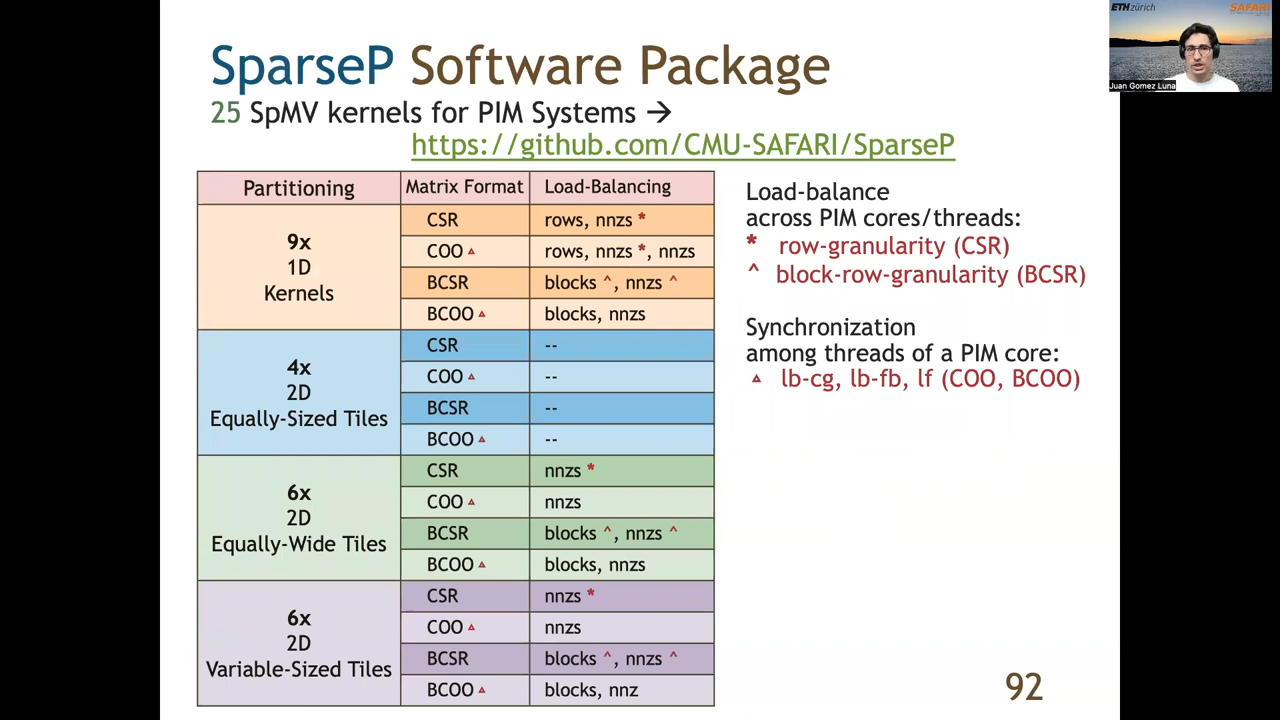 ETH zürich
SAFARI
Juan Gomez Luna
SparseP Software Package
25 SpMV kernels for PIM Systems →
https://github.com/CMU-SAFARI/SparseP
Partitioning Matrix Format Load-Balancing
9x
1D
Kernels
CSR rows, nnzs *
COO ▵ rows, nnzs *, nnzs
BCSR blocks ^, nnzs ^
BCOO ▵ blocks, nnzs
4x
2D
Equally-Sized Tiles
CSR --
COO ▵ --
BCSR --
BCOO ▵ --
6x
2D
Equally-Wide Tiles
CSR nnzs *
COO ▵ nnzs
BCSR blocks ^, nnzs ^
BCOO ▵ blocks, nnzs
6x
2D
Variable-Sized Tiles
CSR nnzs *
COO ▵ nnzs
BCSR blocks ^, nnzs ^
BCOO ▵ blocks, nnz
Load-balance
across PIM cores/threads:
* row-granularity (CSR)
^ block-row-granularity (BCSR)
Synchronization
among threads of a PIM core:
▵ lb-cg, lb-fb, lf (COO, BCOO)
92